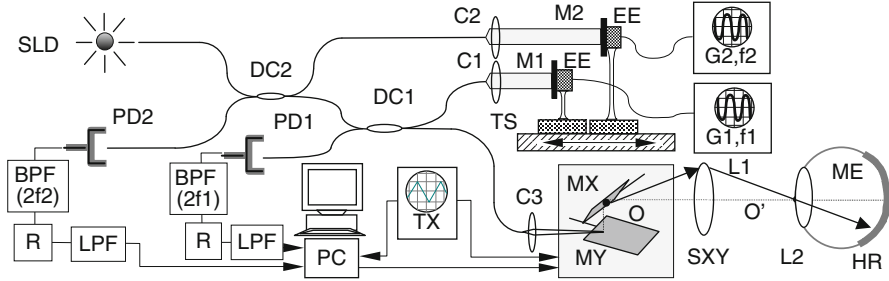 SLD
DC2
C2
M2
EE
G2,f2
C1
M1
EE
DC1
PD2
PD1
TS
G1,f1
BPF
(2f2)
BPF
(2f1)
TX
C3
MX
O
MY
L1
SXY
O'
L2
ME
HR
R
LPF
R
LPF
PC